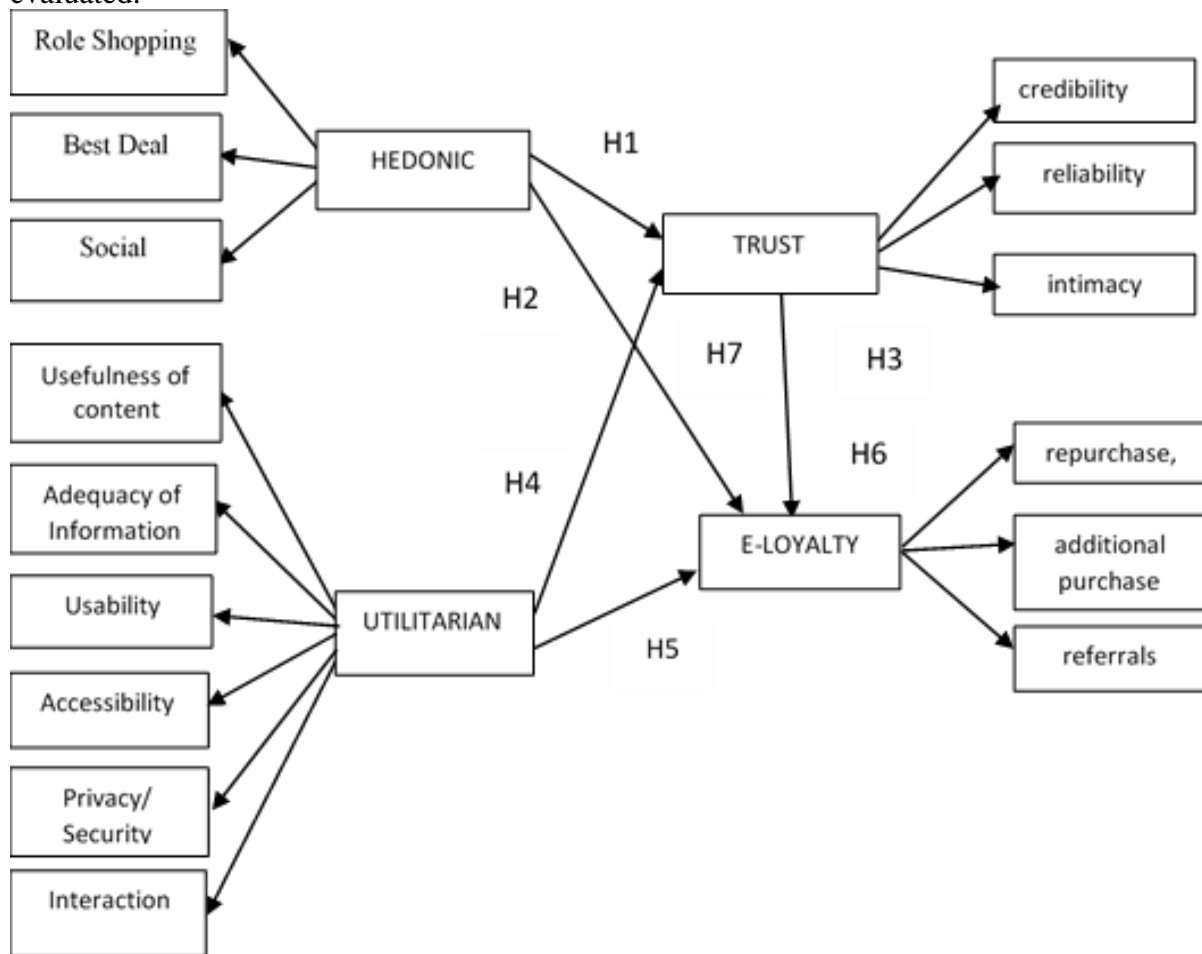 evaluated.
Role Shopping
Best Deal
Social
HEDONIC
H1
H2
TRUST
credibility
reliability
intimacy
H7
H3
Usefulness of
content
Adequacy of
Information
Usability
Accessibility
Privacy/
Security
Interaction
UTILITARIAN
H4
H5
H6
E-LOYALTY
repurchase,
additional
purchase
referrals